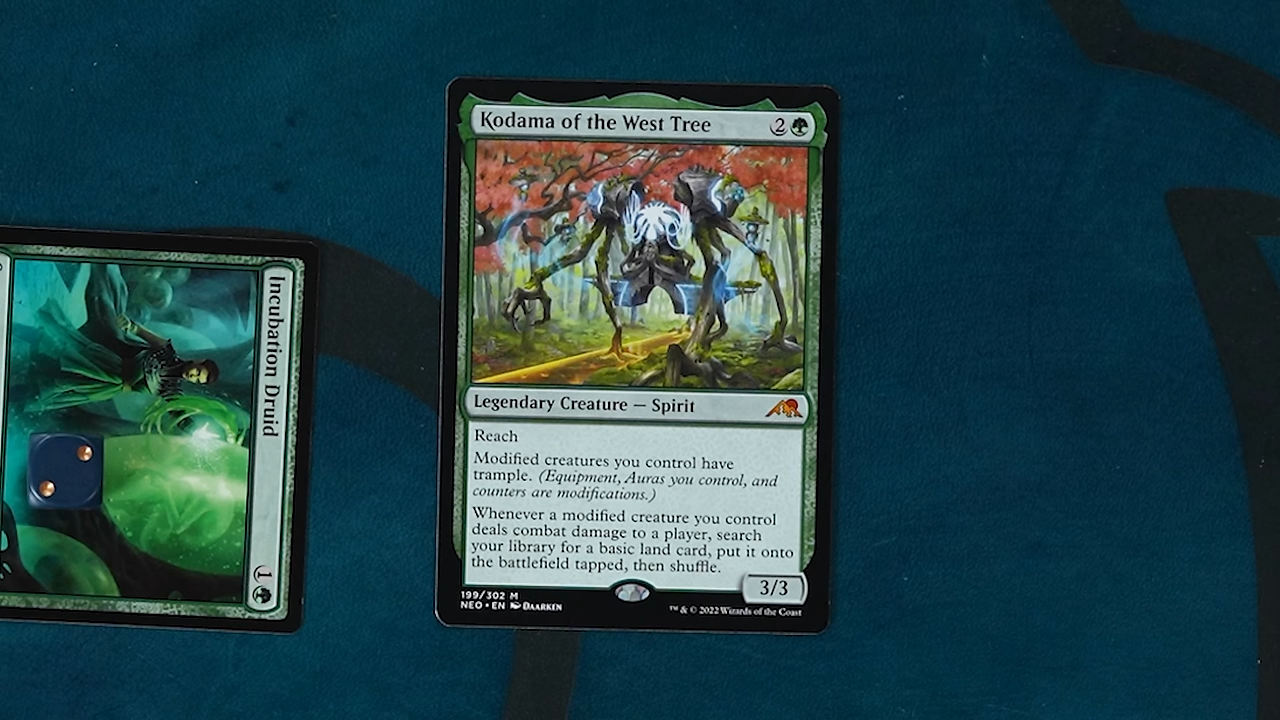 Incubation Druid
1
Kodama of the West Tree 2
Legendary Creature — Spirit
Reach
Modified creatures you control have
trample. (Equipment, Auras you control, and
counters are modifications.)
Whenever a modified creature you control
deals combat damage to a player, search
your library for a basic land card, put it onto
the battlefield tapped, then shuffle.
3/3
199/302 M
NEO • EN DAARKEN
™ & © 2022 Wizards of the Coast